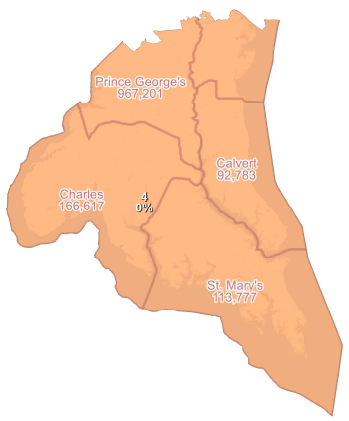 Prince George's
967,201
Calvert
92,783
Charles
166,617
4
0%
St. Mary's
113,777